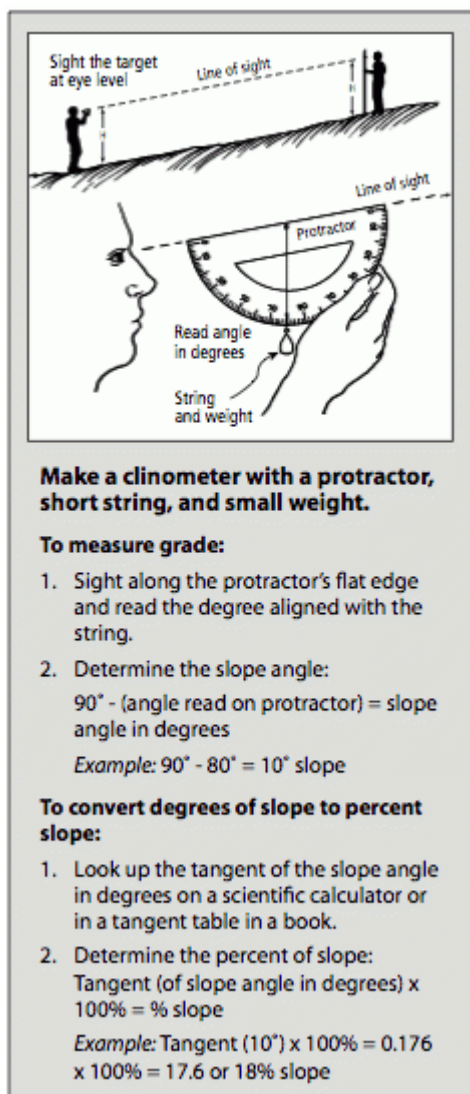 Sight the target
at eye level
Line of sight
H
H
Line of sight
Protractor
Read angle
in degrees
String
and weight
Make a clinometer with a protractor,
short string, and small weight.
To measure grade:
1. Sight along the protractor's flat edge
and read the degree aligned with the
string.
2. Determine the slope angle:
90˚ - (angle read on protractor) = slope
angle in degrees
Example: 90˚ - 80˚ = 10˚ slope
To convert degrees of slope to percent
slope:
1. Look up the tangent of the slope angle
in degrees on a scientific calculator or
in a tangent table in a book.
2. Determine the percent of slope:
Tangent (of slope angle in degrees) x
100% = % slope
Example: Tangent (10˚) x 100% = 0.176
x 100% = 17.6 or 18% slope